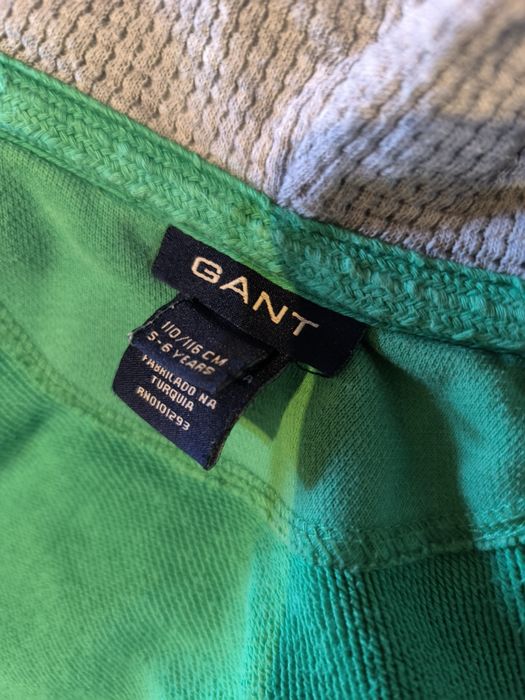 GANT
110/116 CM
5-6 YEARS
FABRICADO NA
TURQUIA
RN0101293